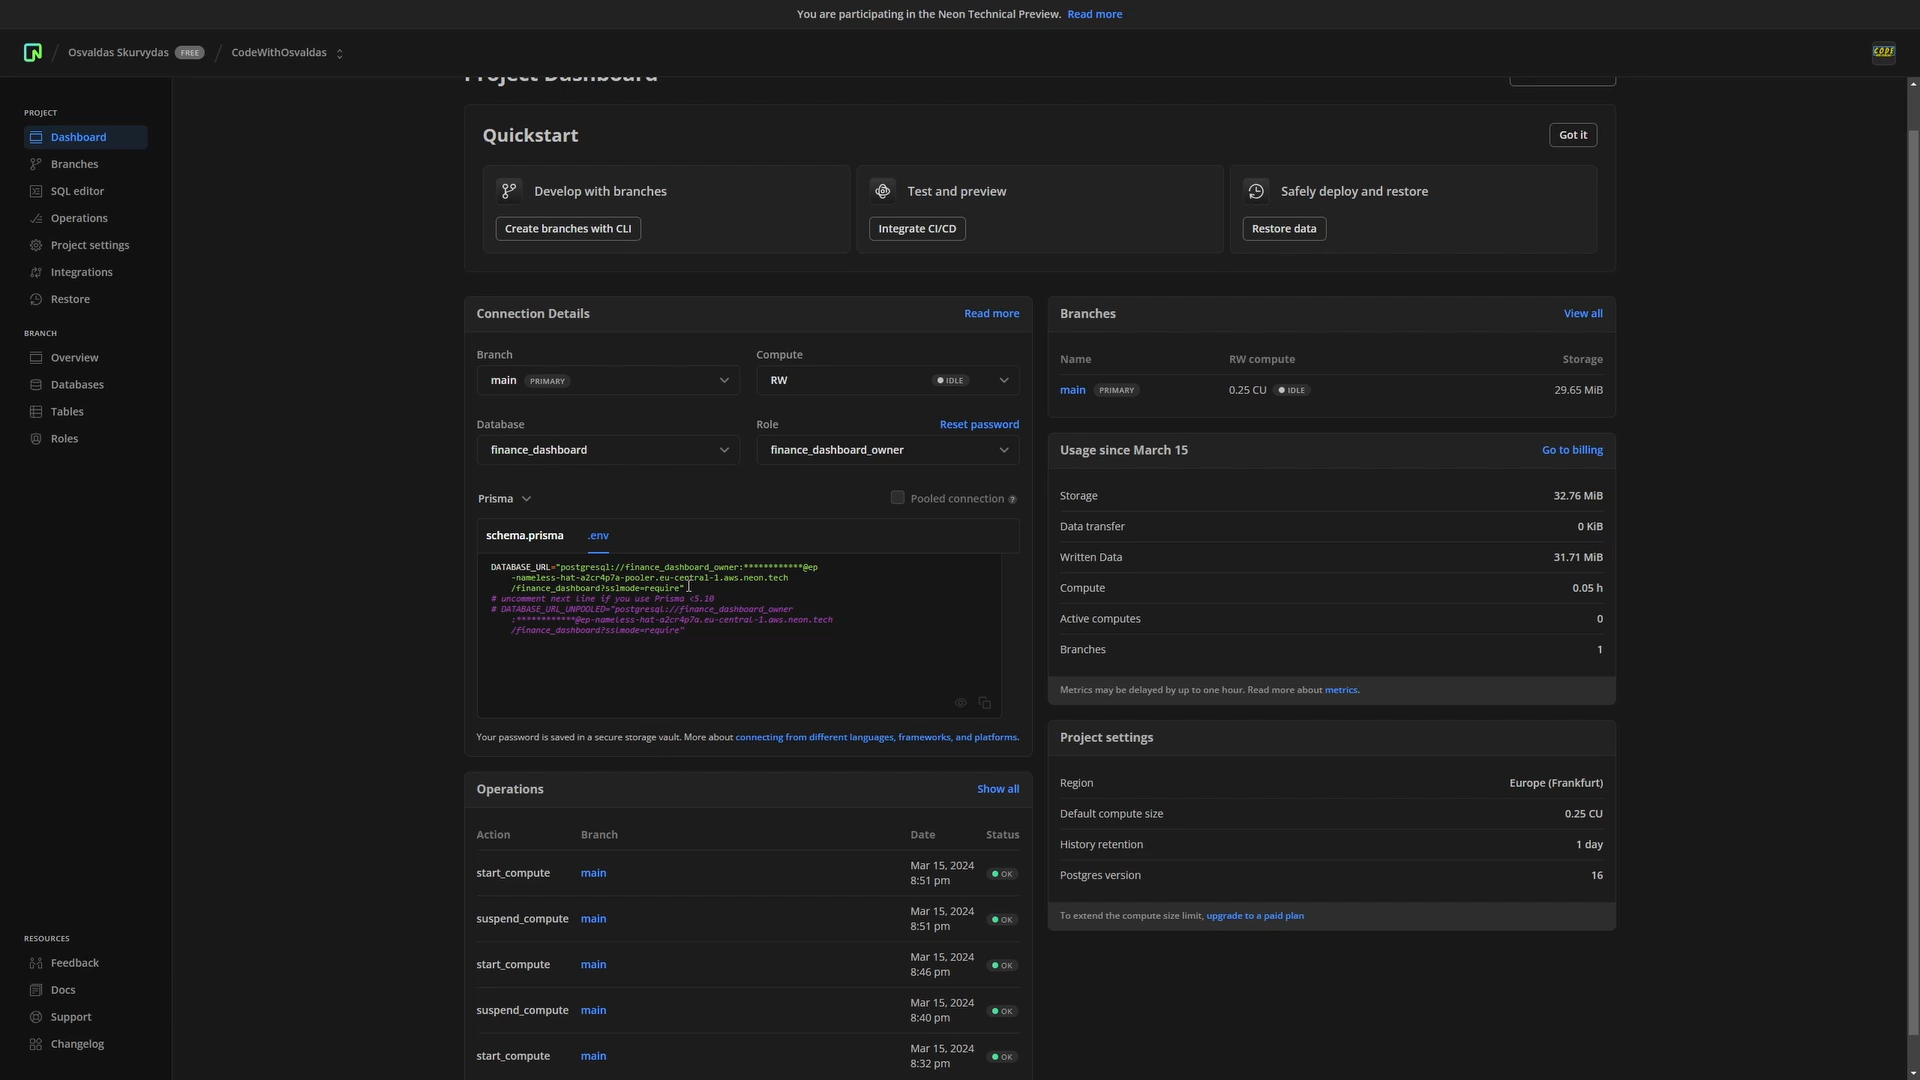 You are participating in the Neon Technical Preview. Read more
Osvaldas Skurvydas FREE / CodeWithOsvaldas
CODE
Project Dashboard
PROJECT
Dashboard
Branches
SQL editor
Operations
Project settings
Integrations
Restore
BRANCH
Overview
Databases
Tables
Roles
RESOURCES
Feedback
Docs
Support
Changelog
Quickstart
Got it
Develop with branches
Create branches with CLI
Test and preview
Integrate CI/CD
Safely deploy and restore
Restore data
Connection Details Read more
Branch Compute
main PRIMARY RW IDLE
Database Role Reset password
finance_dashboard finance_dashboard_owner
Prisma Pooled connection ?
schema.prisma .env
DATABASE_URL="postgresql://finance_dashboard_owner:************@ep
-nameless-hat-a2cr4p7a-pooler.eu-central-1.aws.neon.tech
/finance_dashboard?sslmode=require"
# uncomment next line if you use Prisma <5.10
# DATABASE_URL_UNPOOLED="postgresql://finance_dashboard_owner
:************@ep-nameless-hat-a2cr4p7a.eu-central-1.aws.neon.tech
/finance_dashboard?sslmode=require"
Your password is saved in a secure storage vault. More about connecting from different languages, frameworks, and platforms.
Operations Show all
Action Branch Date Status
start_compute main Mar 15, 2024 8:51 pm OK
suspend_compute main Mar 15, 2024 8:51 pm OK
start_compute main Mar 15, 2024 8:46 pm OK
suspend_compute main Mar 15, 2024 8:40 pm OK
start_compute main Mar 15, 2024 8:32 pm OK
Branches View all
Name RW compute Storage
main PRIMARY 0.25 CU IDLE 29.65 MiB
Usage since March 15 Go to billing
Storage 32.76 MiB
Data transfer 0 KiB
Written Data 31.71 MiB
Compute 0.05 h
Active computes 0
Branches 1
Metrics may be delayed by up to one hour. Read more about metrics.
Project settings
Region Europe (Frankfurt)
Default compute size 0.25 CU
History retention 1 day
Postgres version 16
To extend the compute size limit, upgrade to a paid plan